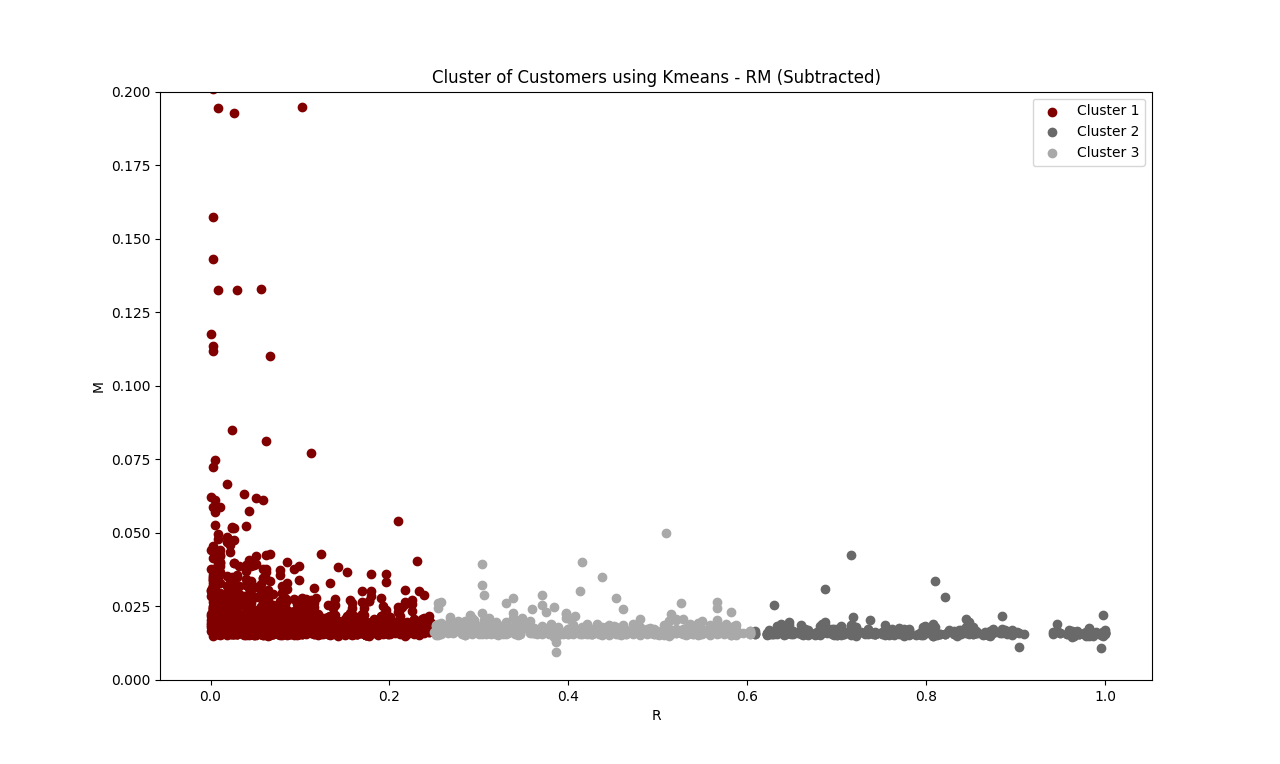 Cluster of Customers using Kmeans - RM (Subtracted)
Cluster 1
Cluster 2
Cluster 3
0.200
0.175
0.150
0.125
0.100
0.075
0.050
0.025
0.000
M
0.0 0.2 0.4 0.6 0.8 1.0
R